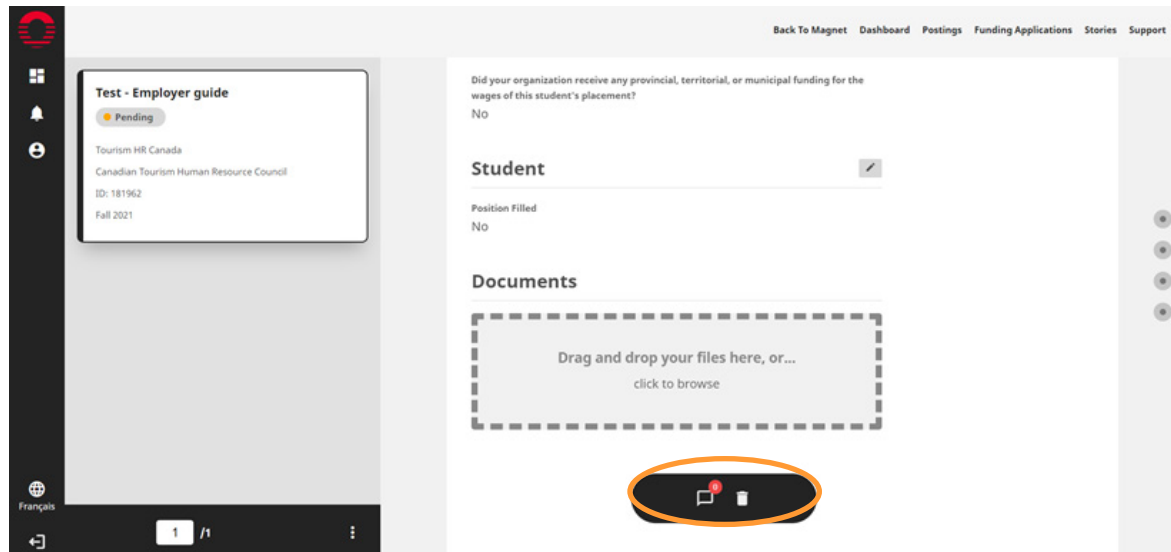 Back To Magnet Dashboard Postings Funding Applications Stories Support
Test - Employer guide
Pending
Tourism HR Canada
Canadian Tourism Human Resource Council
ID: 181962
Fall 2021
Français
1 /1
Did your organization receive any provincial, territorial, or municipal funding for the
wages of this student's placement?
No
Student
Position Filled
No
Documents
Drag and drop your files here, or...
click to browse
0